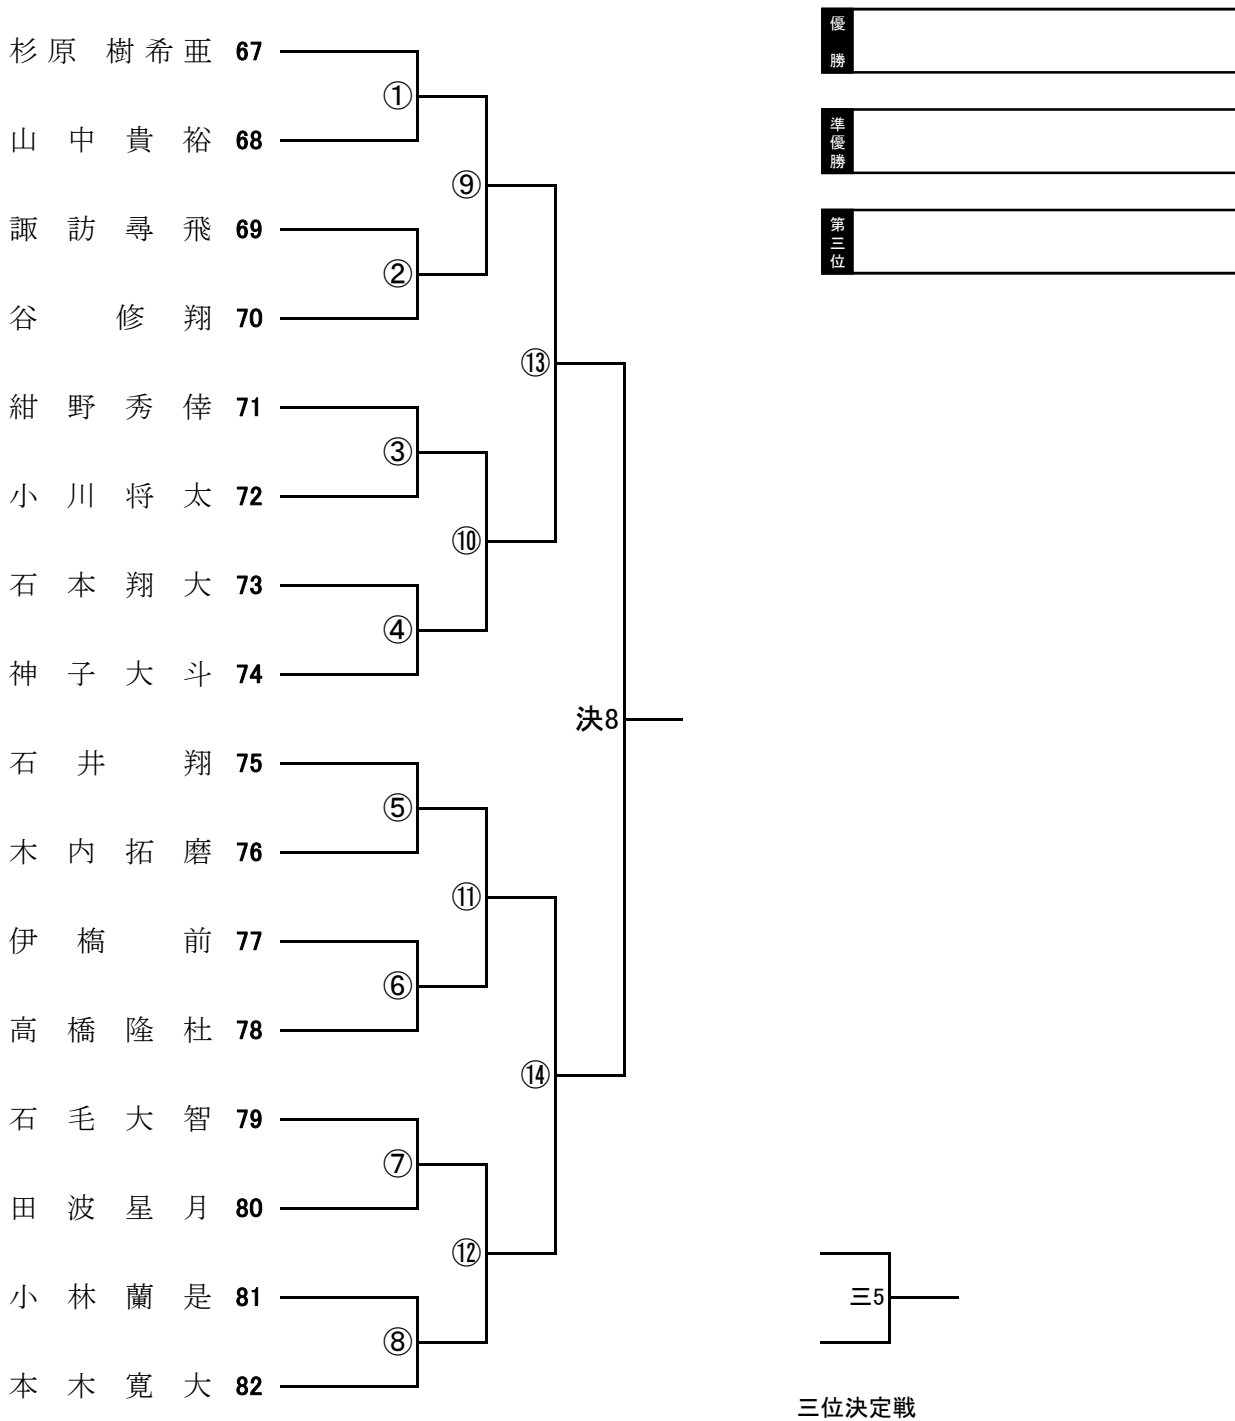 杉原樹希亜 67
①
山中貴裕 68
⑨
諏訪尋飛 69
②
谷修翔 70
⑬
紺野秀倖 71
③
小川将太 72
⑩
石本翔大 73
④
神子大斗 74
決8
石井翔 75
⑤
木内拓磨 76
⑪
伊橋前 77
⑥
高橋隆杜 78
⑭
石毛大智 79
⑦
田波星月 80
⑫
小林蘭是 81
⑧
本木寛大 82
優勝
準優勝
第三位
三5
三位決定戦